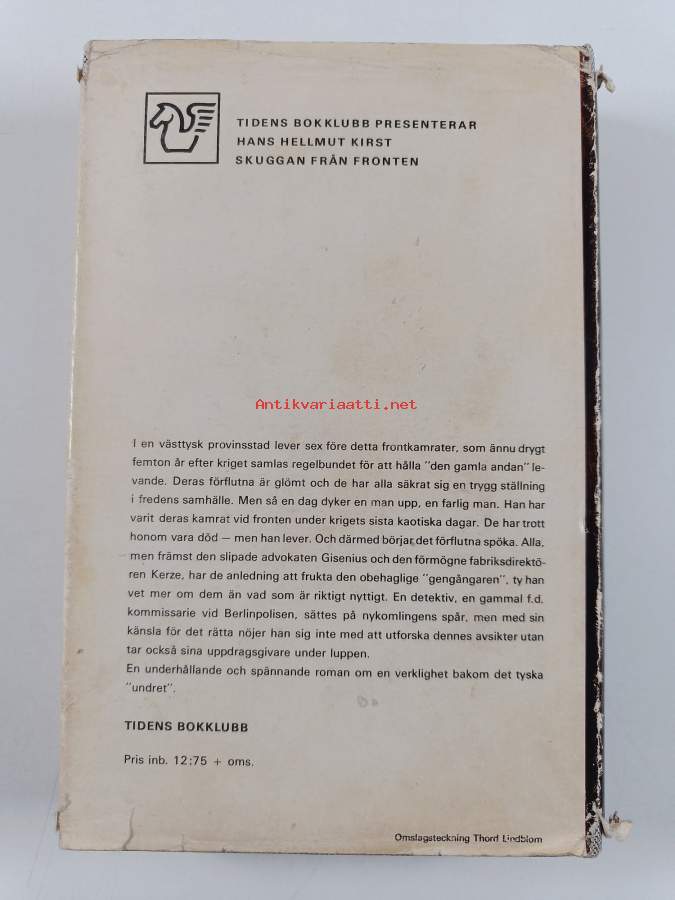 TIDENS BOKKLUBB PRESENTERAR
HANS HELLMUT KIRST
SKUGGAN FRÅN FRONTEN
Antikvariaatti.net
I en västtysk provinsstad lever sex före detta frontkamrater, som ännu drygt
femton år efter kriget samlas regelbundet för att hålla "den gamla andan" le-
vande. Deras förflutna är glömt och de har alla säkrat sig en trygg ställning
i fredens samhälle. Men så en dag dyker en man upp, en farlig man. Han har
varit deras kamrat vid fronten under krigets sista kaotiska dagar. De har trott
honom vara död — men han lever. Och därmed börjar det förflutna spöka. Alla,
men främst den slipade advokaten Gisenius och den förmögne fabriksdirektö-
ren Kerze, har de anledning att frukta den obehaglige "gengångaren", ty han
vet mer om dem än vad som är riktigt nyttigt. En detektiv, en gammal f.d.
kommissarie vid Berlinpolisen, sättes på nykomlingens spår, men med sin
känsla för det rätta nöjer han sig inte med att utforska dennes avsikter utan
tar också sina uppdragsgivare under luppen.
En underhållande och spännande roman om en verklighet bakom det tyska
"undret".
TIDENS BOKKLUBB
Pris inb. 12:75 + oms.
Omslagsteckning Thord Lindblom